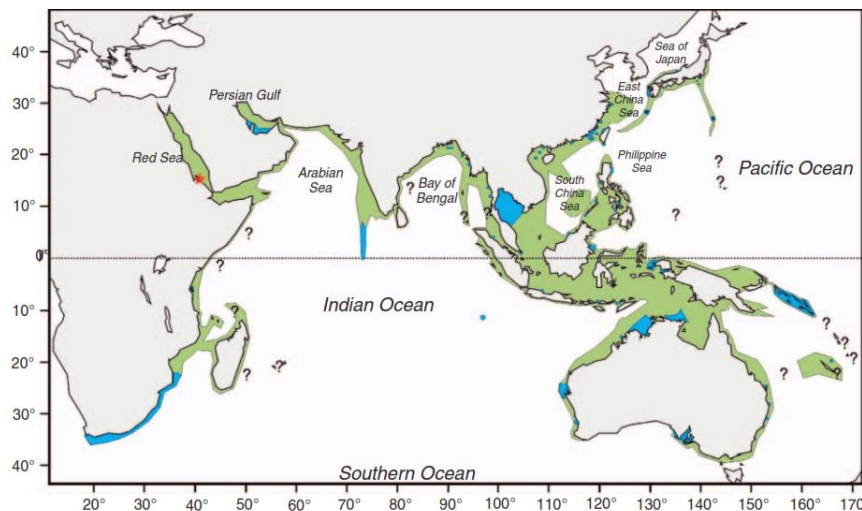 Sea of
Japan
40°
East
China
Sea
Persian Gulf
30°
Red Sea
Arabian
Sea
Philippine
Sea
Pacific Ocean
20°
?
?
?
?
Bay of
Bengal
South
China
Sea
10°
?
?
?
?
?
0
Indian Ocean
10°
?
?
?
?
20°
?
?
?
?
?
30°
40°
Southern Ocean
20° 30° 40° 50° 60° 70° 80° 90° 100° 110° 120° 130° 140° 150° 160° 170°